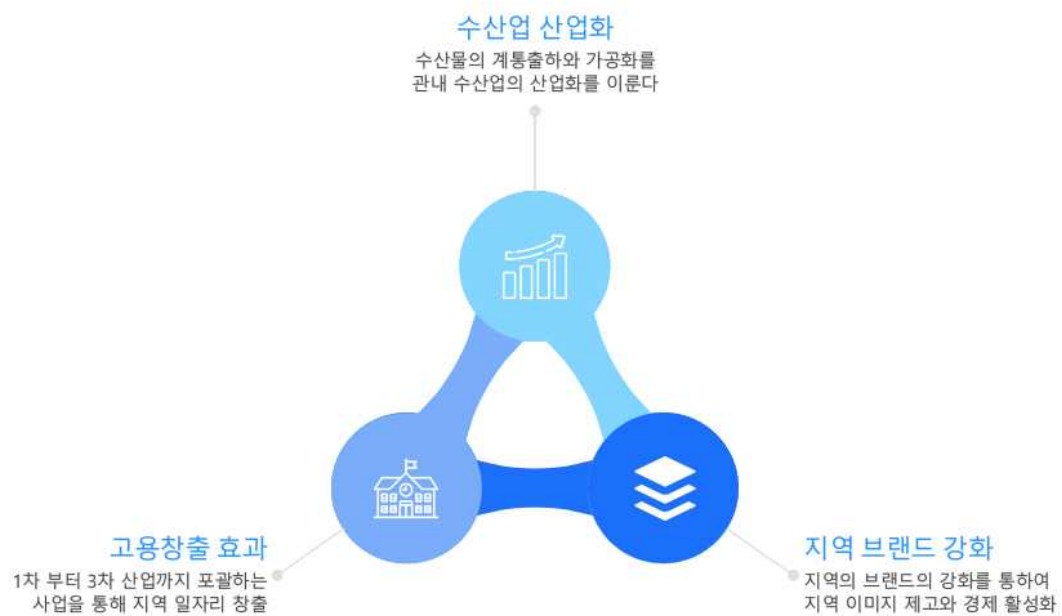 수산업 산업화
수산물의 계통출하와 가공화를
관내 수산업의 산업화를 이룬다
고용창출 효과
1차 부터 3차 산업까지 포괄하는
사업을 통해 지역 일자리 창출
지역 브랜드 강화
지역의 브랜드의 강화를 통하여
지역 이미지 제고와 경제 활성화